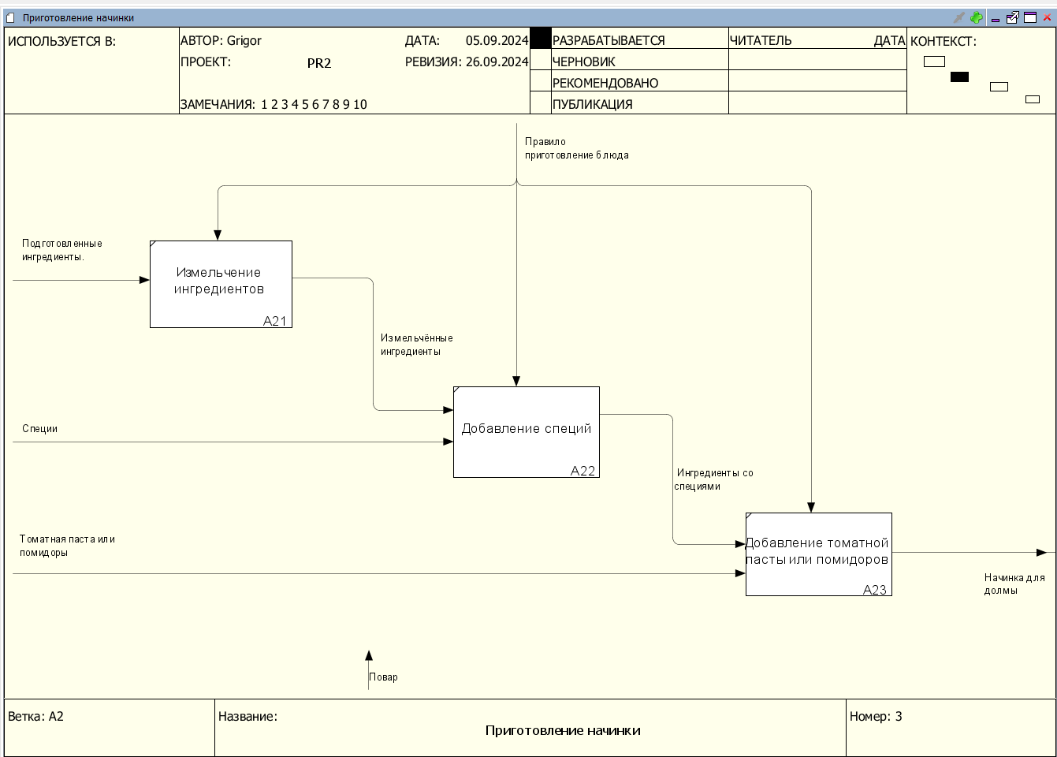 Приготовление начинки
ИСПОЛЬЗУЕТСЯ В:
АВТОР: Grigor
ДАТА: 05.09.2024
ПРОЕКТ: PR2
РЕВИЗИЯ: 26.09.2024
ЗАМЕЧАНИЯ: 1 2 3 4 5 6 7 8 9 10
РАЗРАБАТЫВАЕТСЯ
ЧЕРНОВИК
РЕКОМЕНДОВАНО
ПУБЛИКАЦИЯ
ЧИТАТЕЛЬ
ДАТА
КОНТЕКСТ:
Правило
приготовление блюда
Подготовленные
ингредиенты.
Измельчение
ингредиентов
A21
Измельчённые
ингредиенты
Специи
Добавление специй
A22
Ингредиенты со
специями
Томатная паста или
помидоры
Добавление томатной
пасты или помидоров
A23
Начинка для
долмы
Повар
Ветка: A2
Название:
Приготовление начинки
Номер: 3